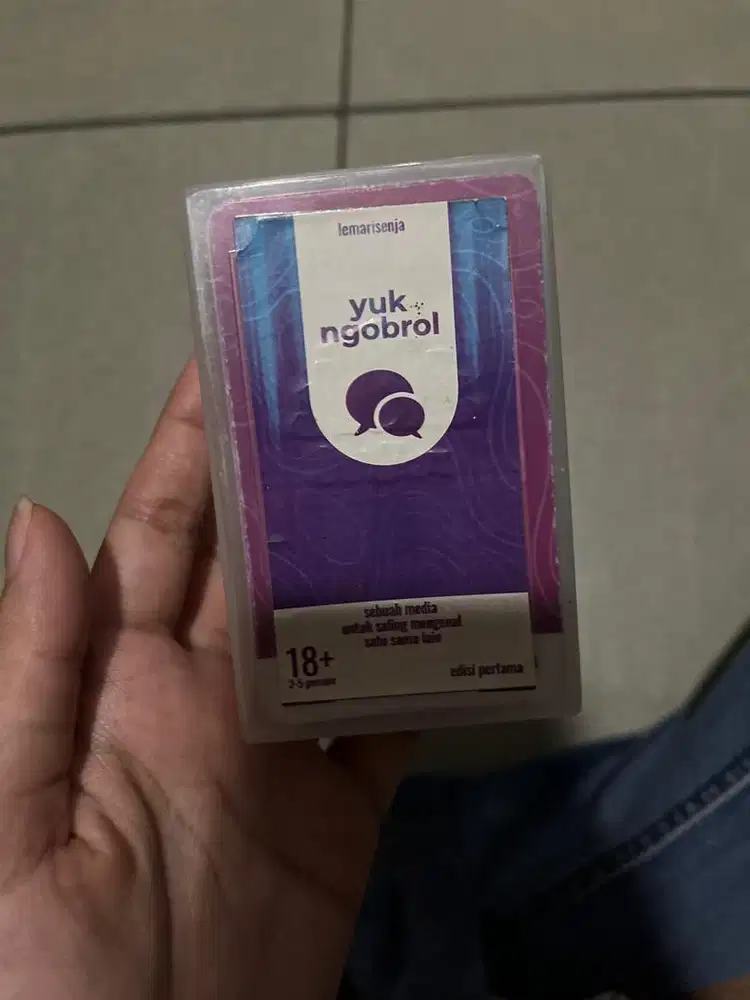 lemarisenja
yuk
ngobrol
sebuah media
untuk saling mengenal
satu sama lain
18+
2-5 pemain
edisi pertama